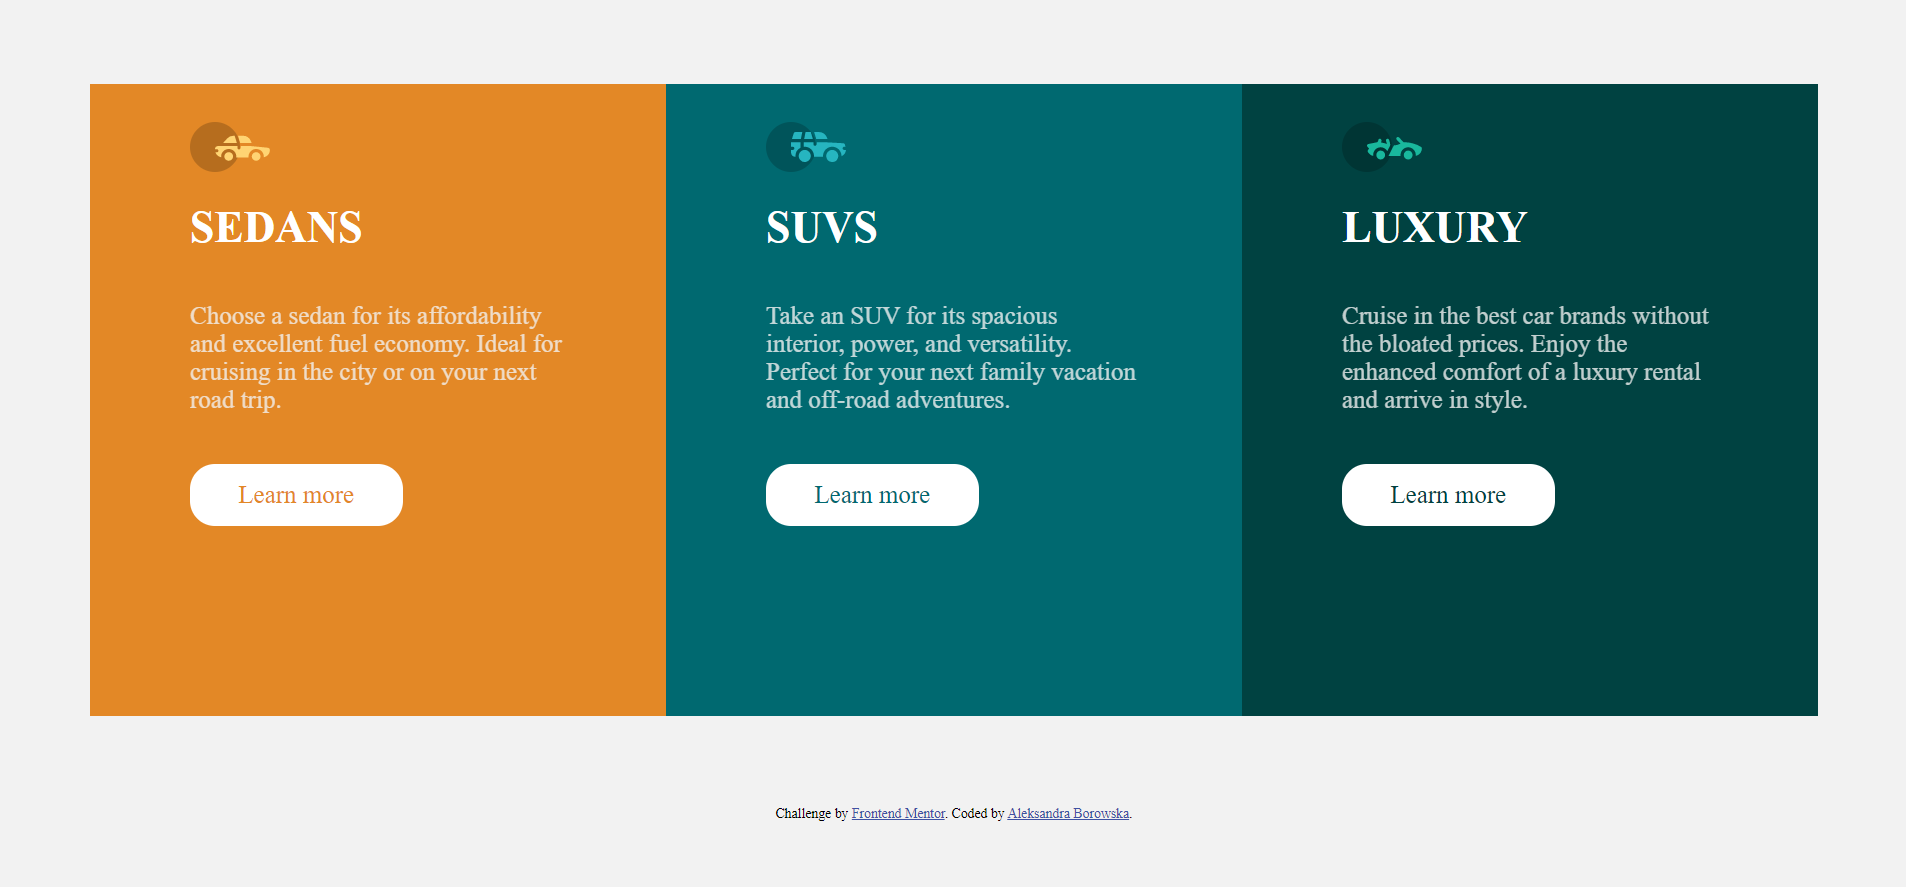 SEDANS
Choose a sedan for its affordability
and excellent fuel economy. Ideal for
cruising in the city or on your next
road trip.
Learn more
SUVS
Take an SUV for its spacious
interior, power, and versatility.
Perfect for your next family vacation
and off-road adventures.
Learn more
LUXURY
Cruise in the best car brands without
the bloated prices. Enjoy the
enhanced comfort of a luxury rental
and arrive in style.
Learn more
Challenge by Frontend Mentor. Coded by Aleksandra Borowska.